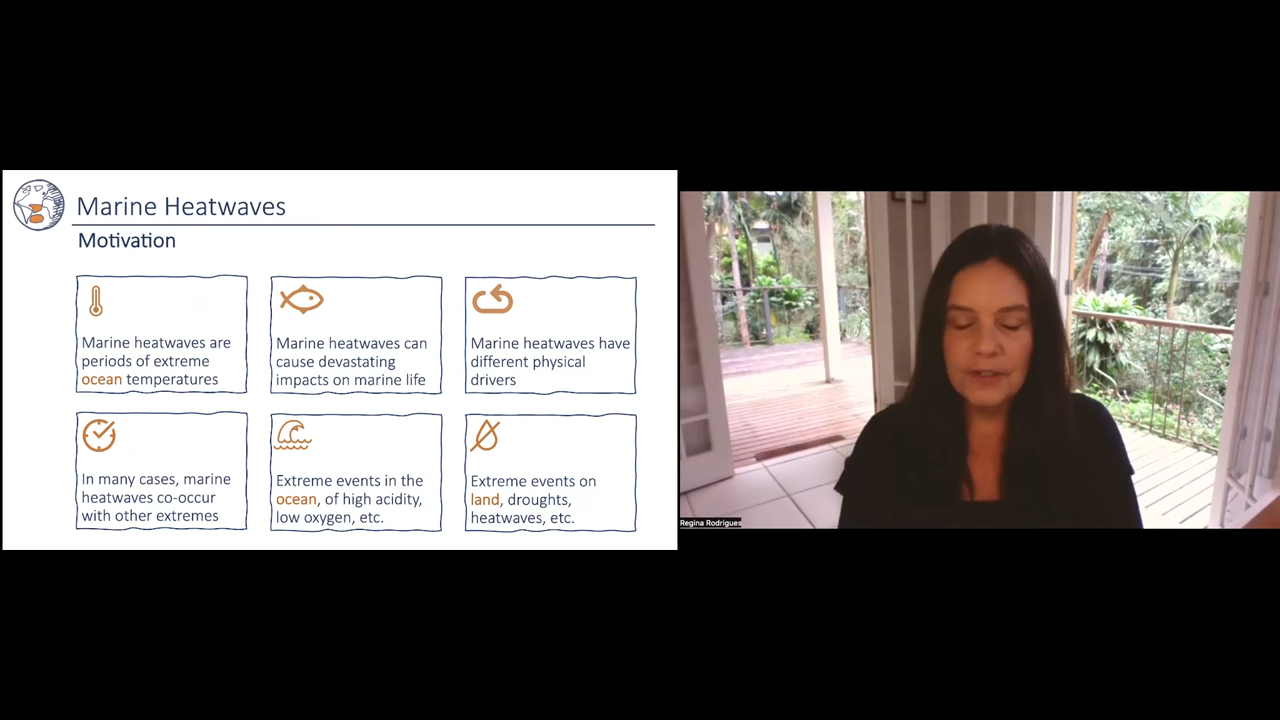 Marine Heatwaves
Motivation
Marine heatwaves are
periods of extreme
ocean temperatures
Marine heatwaves can
cause devastating
impacts on marine life
Marine heatwaves have
different physical
drivers
In many cases, marine
heatwaves co-occur
with other extremes
Extreme events in the
ocean, of high acidity,
low oxygen, etc.
Extreme events on
land, droughts,
heatwaves, etc.
Regina Rodrigues